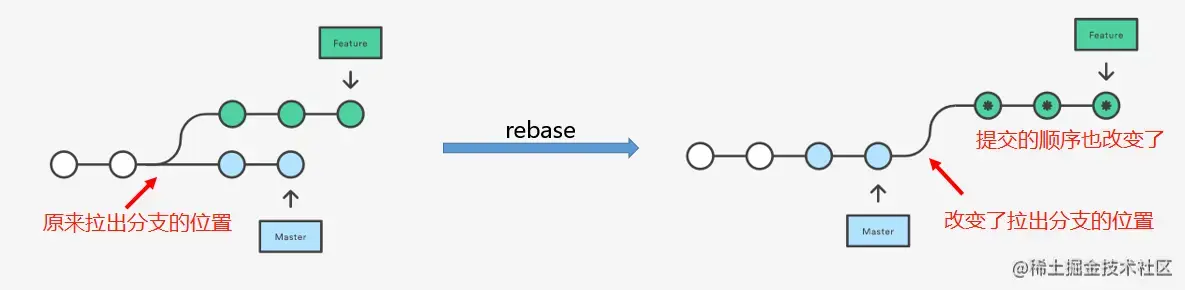 Feature
Feature
rebase
提交的顺序也改变了
原来拉出分支的位置
改变了拉出分支的位置
Master
Master
@稀土掘金技术社区